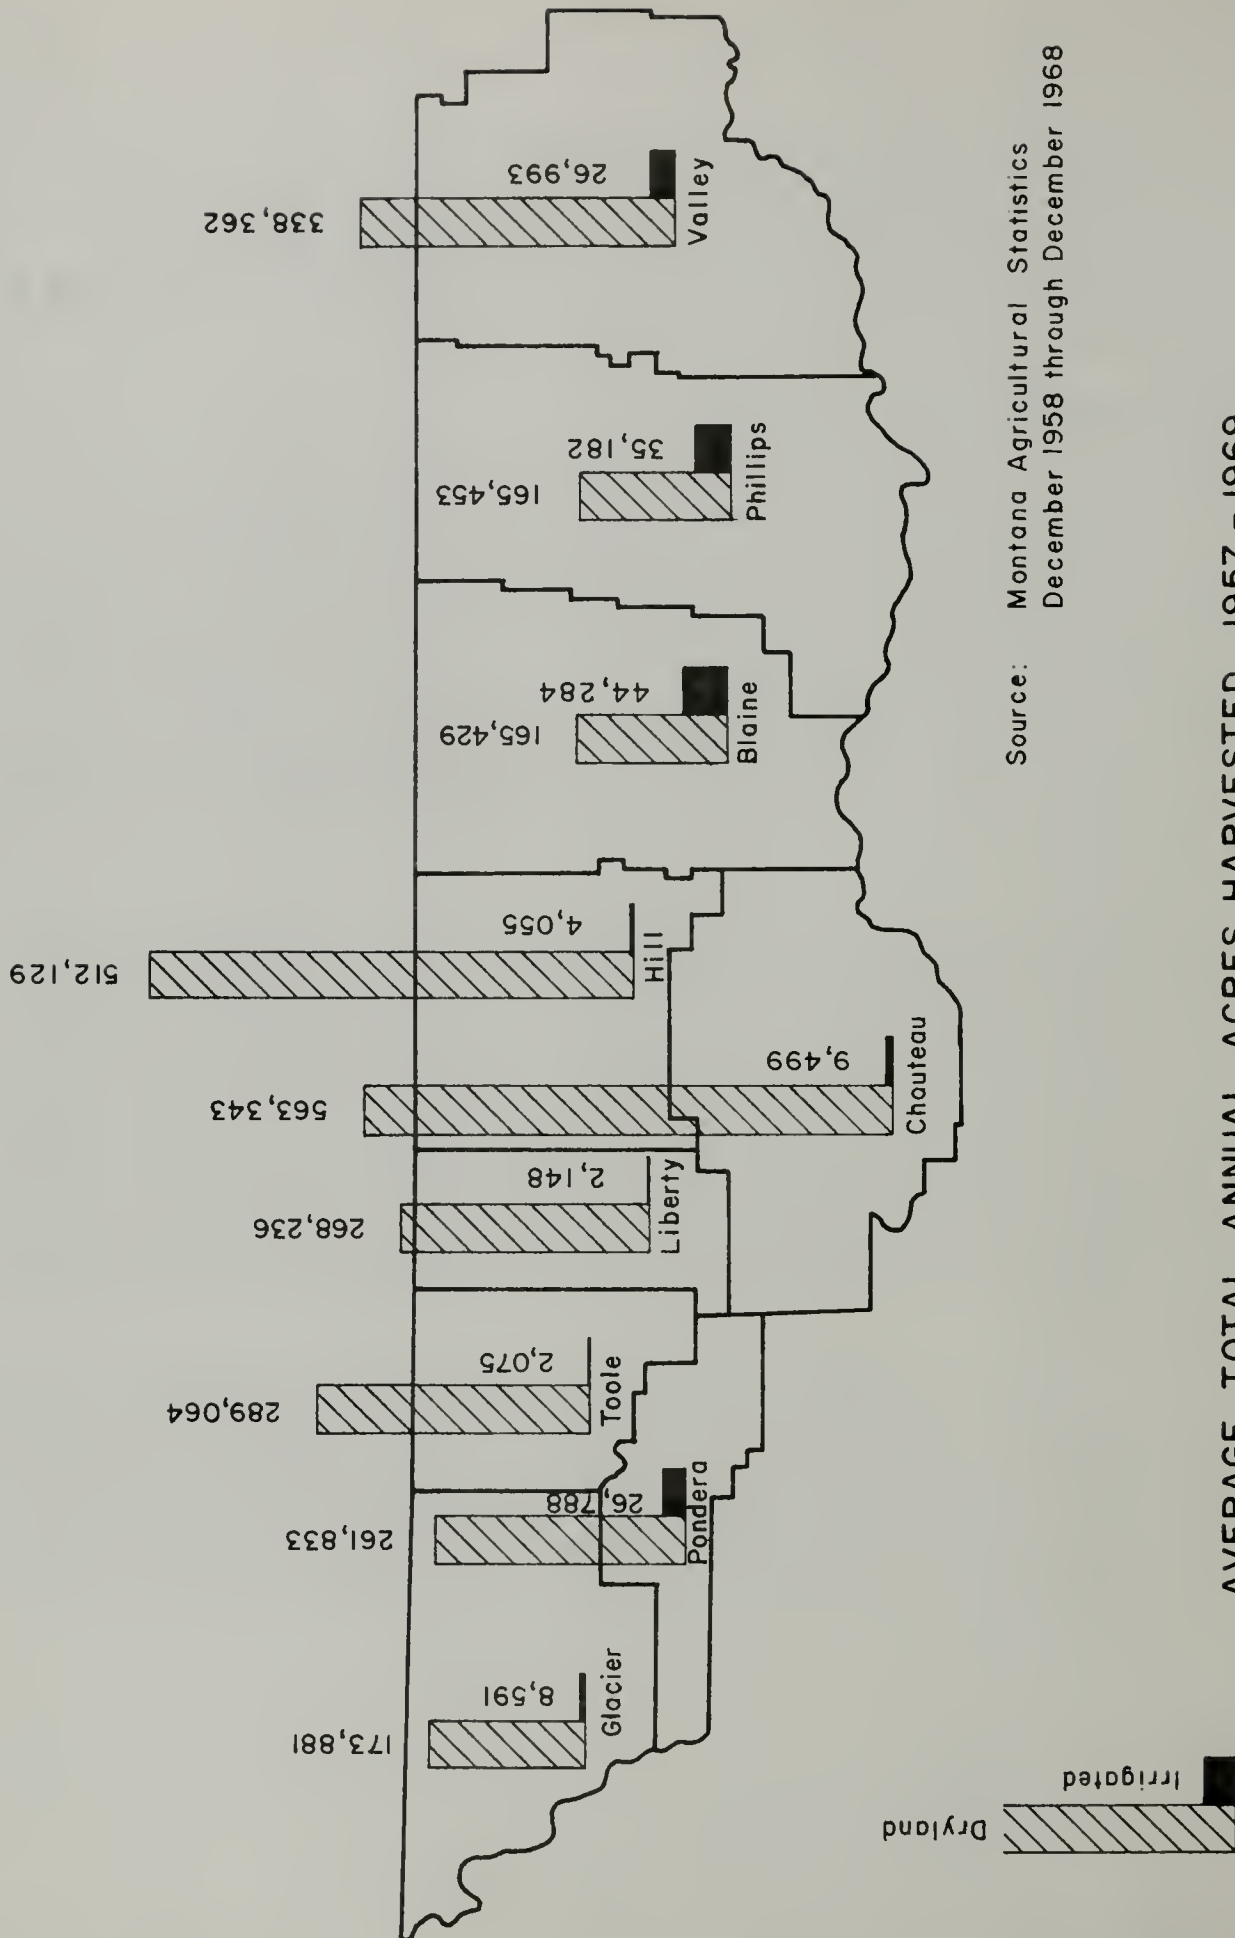 173,881
8,591
Glacier
261,833
26,788
Pondera
289,064
2,075
Toole
268,236
2,148
Liberty
563,343
9,499
Chouteau
512,129
4,055
Hill
165,429
44,284
Blaine
165,453
35,182
Phillips
338,362
26,993
Valley
Dryland
Irrigated
Source: Montana Agricultural Statistics
December 1958 through December 1968
AVERAGE TOTAL ANNUAL ACRES HARVESTED 1957-1969